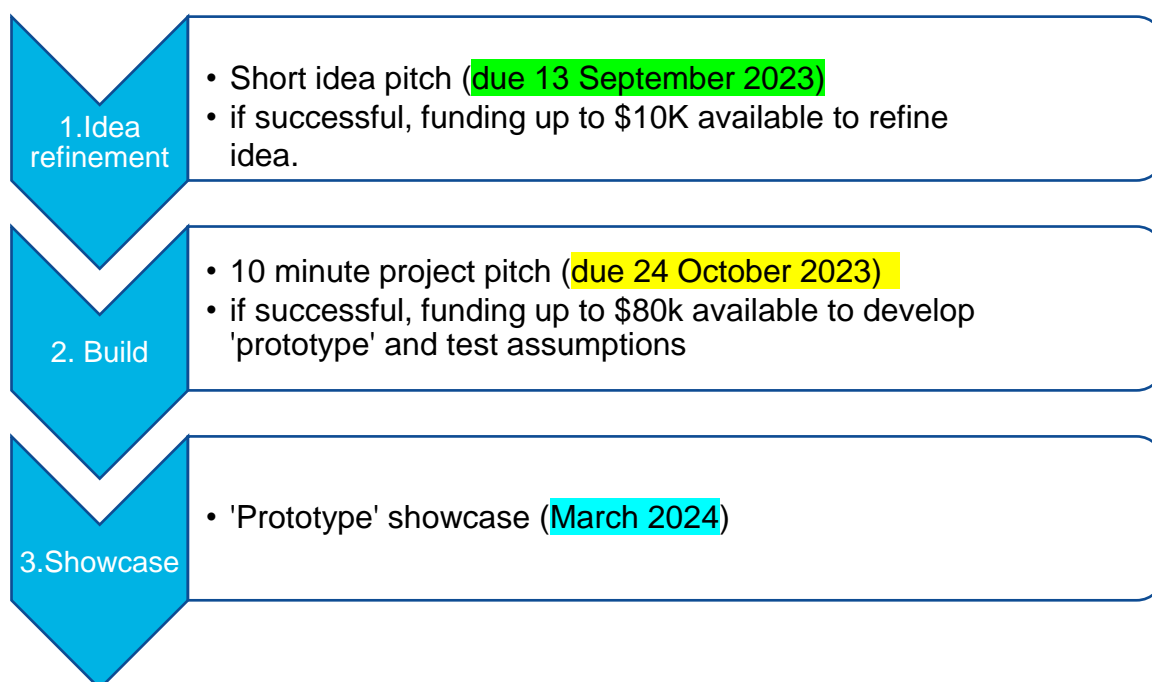 1.Idea
refinement
• Short idea pitch (due 13 September 2023)
• if successful, funding up to $10K available to refine
idea.
2. Build
• 10 minute project pitch (due 24 October 2023)
• if successful, funding up to $80k available to develop
'prototype' and test assumptions
3.Showcase
• 'Prototype' showcase (March 2024)